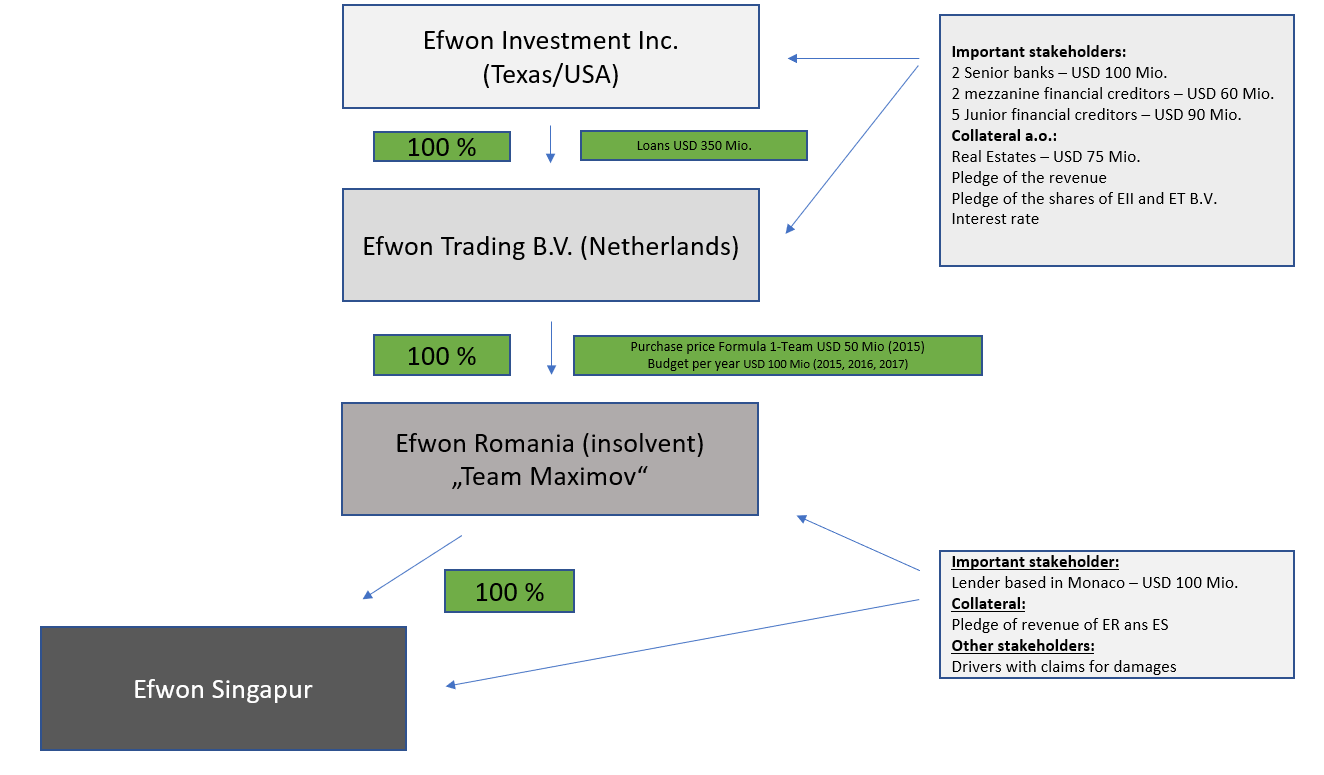 Efwon Investment Inc.
(Texas/USA)
Important stakeholders:
2 Senior banks – USD 100 Mio.
2 mezzanine financial creditors – USD 60 Mio.
5 Junior financial creditors – USD 90 Mio.
Collateral a.o.:
Real Estates – USD 75 Mio.
Pledge of the revenue
Pledge of the shares of EII and ET B.V.
Interest rate
100 %
Loans USD 350 Mio.
Efwon Trading B.V. (Netherlands)
100 %
Purchase price Formula 1-Team USD 50 Mio (2015)
Budget per year USD 100 Mio (2015, 2016, 2017)
Efwon Romania (insolvent)
„Team Maximov“
100 %
Important stakeholder:
Lender based in Monaco – USD 100 Mio.
Collateral:
Pledge of revenue of ER ans ES
Other stakeholders:
Drivers with claims for damages
Efwon Singapur